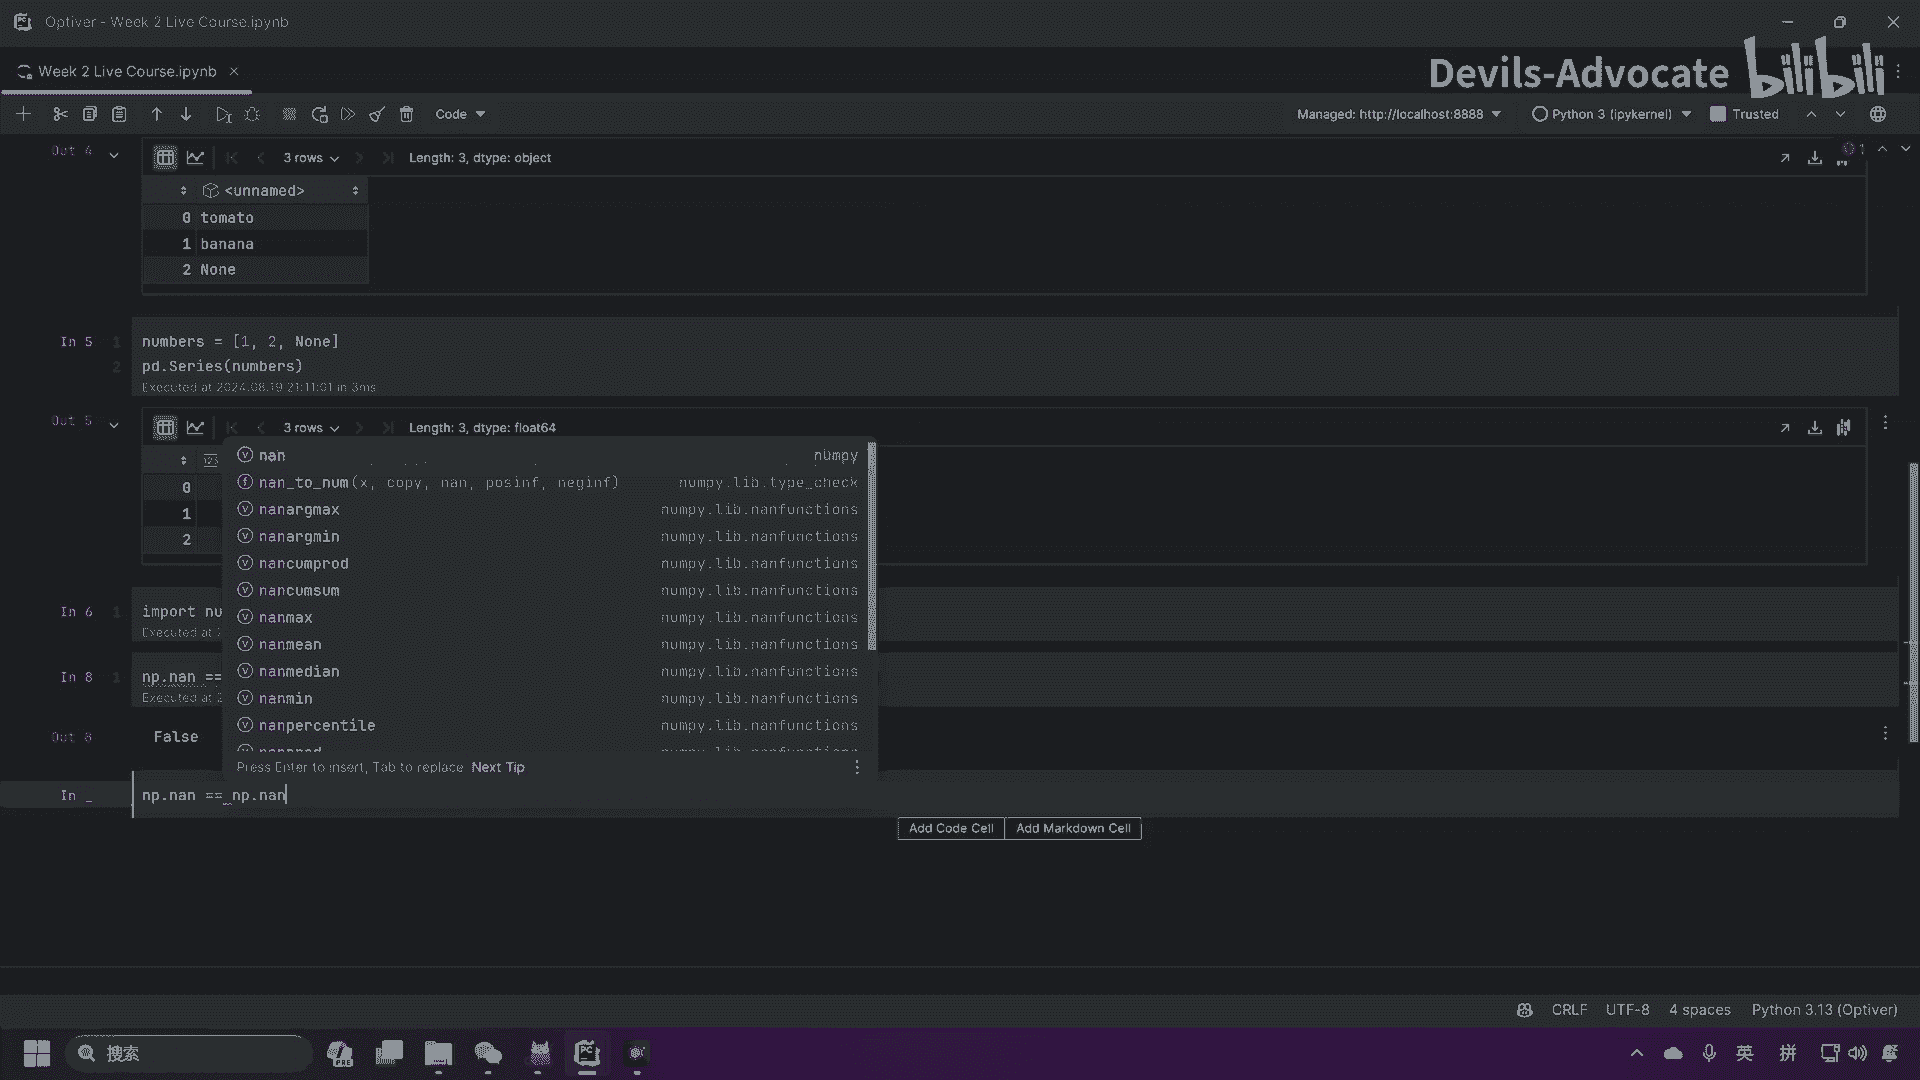 Optiver - Week 2 Live Course.ipynb
Week 2 Live Course.ipynb
Devils-Advocate bilibili
Code
Managed: http://localhost:8888
Python 3 (ipykernel)
Trusted
Out 4
3 rows
Length: 3, dtype: object
1
<unnamed>
0 tomato
1 banana
2 None
In 5
1 numbers = [1, 2, None]
2 pd.Series(numbers)
Executed at 2024.08.19 21:11:01 in 3ms
Out 5
3 rows
Length: 3, dtype: float64
123
0
1
2
nan numpy
nan_to_num(x, copy, nan, posinf, neginf) numpy.lib.type_check
nanargmax numpy.lib.nanfunctions
nanargmin numpy.lib.nanfunctions
nancumprod numpy.lib.nanfunctions
nancumsum numpy.lib.nanfunctions
nanmax numpy.lib.nanfunctions
nanmean numpy.lib.nanfunctions
nanmedian numpy.lib.nanfunctions
nanmin numpy.lib.nanfunctions
nanpercentile numpy.lib.nanfunctions
Press Enter to insert, Tab to replace Next Tip
In 6 1 import nu
Executed at 2
In 8 1 np.nan ==
Executed at 2
Out 8 False
In _ np.nan == np.nan
Add Code Cell
Add Markdown Cell
CRLF UTF-8 4 spaces Python 3.13 (Optiver)
搜索
PRE
PC
英 拼